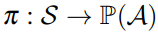 π : 𝒮 → ℙ(𝒜)